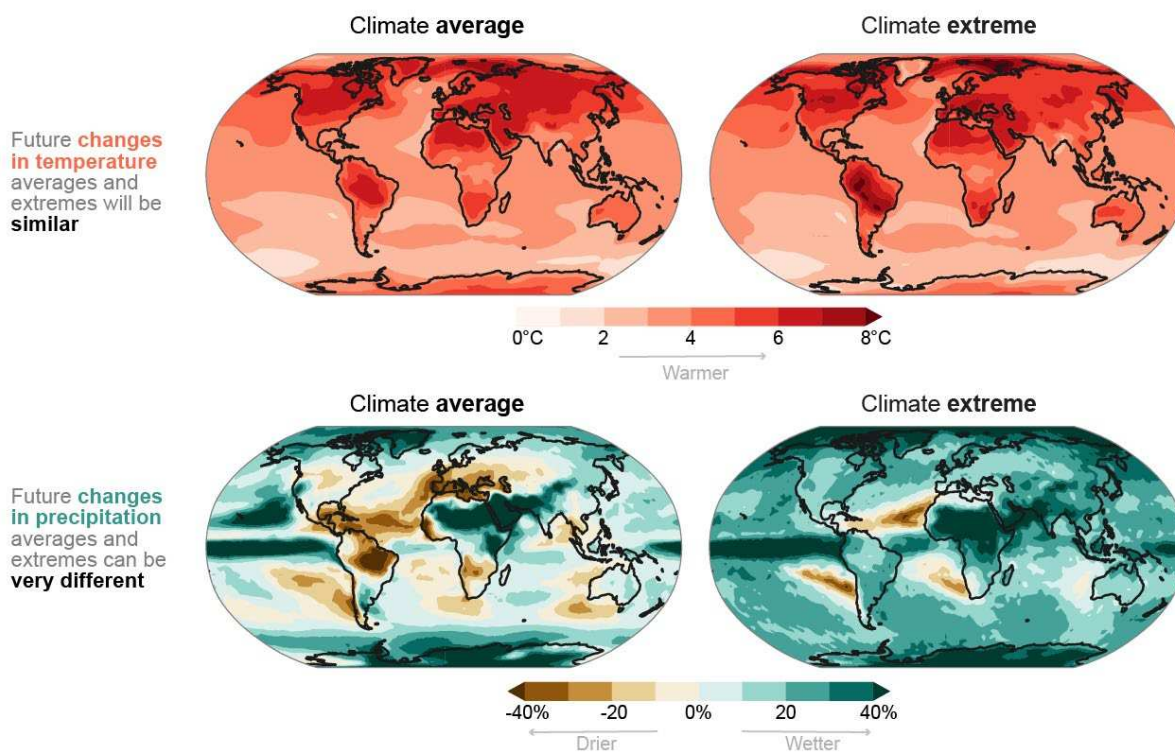 Climate average
Climate extreme
Future changes
in temperature
averages and
extremes will be
similar
0°C 2 4 6 8°C
Warmer
Climate average
Climate extreme
Future changes
in precipitation
averages and
extremes can be
very different
-40% -20 0% 20 40%
Drier
Wetter